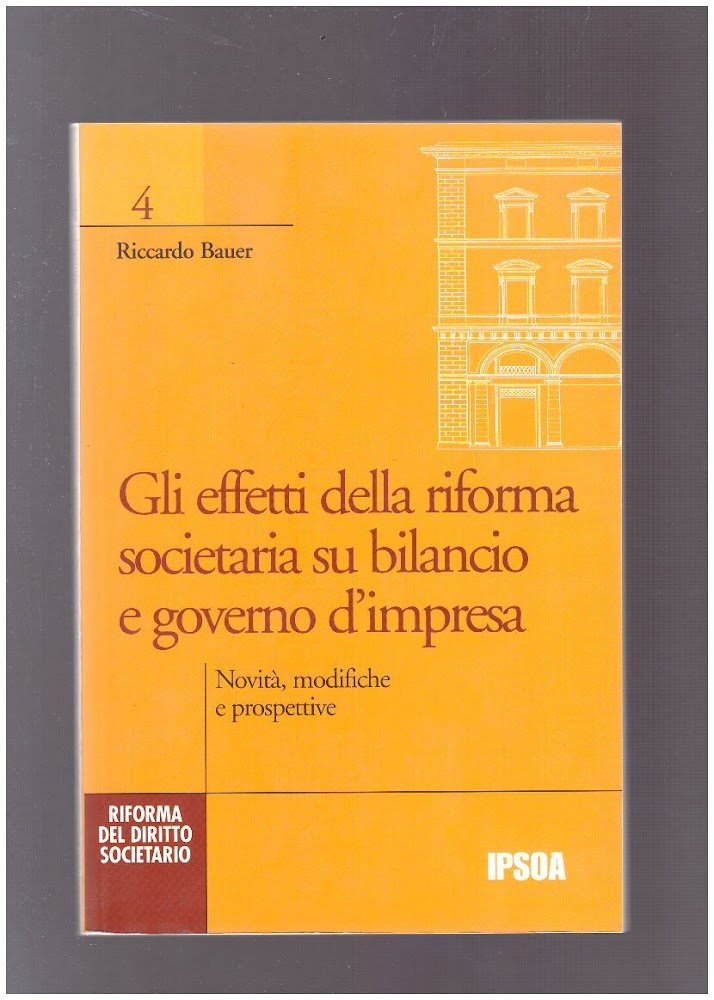 4
Riccardo Bauer
Gli effetti della riforma
societaria su bilancio
e governo d'impresa
Novità, modifiche
e prospettive
RIFORMA
DEL DIRITTO
SOCIETARIO
IPSOA